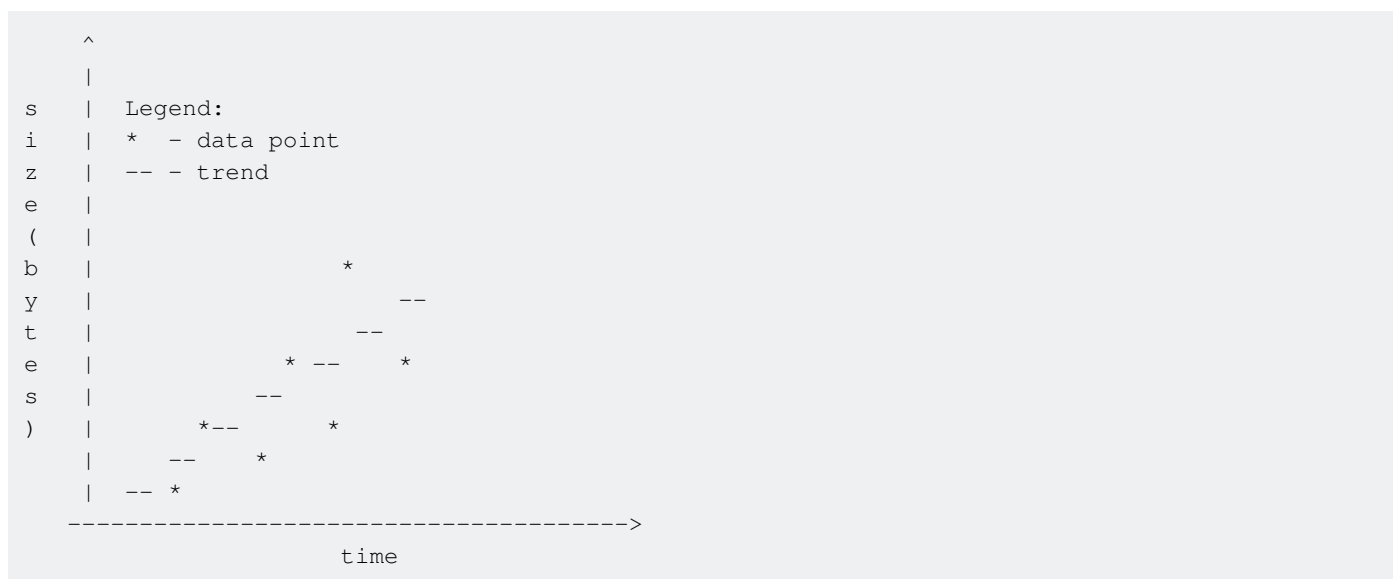 ^
    |
s   |  Legend:
i   |  *  - data point
z   |  -- - trend
e   |
(   |
b   |                 *
y   |                     --
t   |                  --
e   |             * --    *
s   |           --
)   |       *--      *
    |     --    *
    |  -- *
   --------------------------------------->
                      time